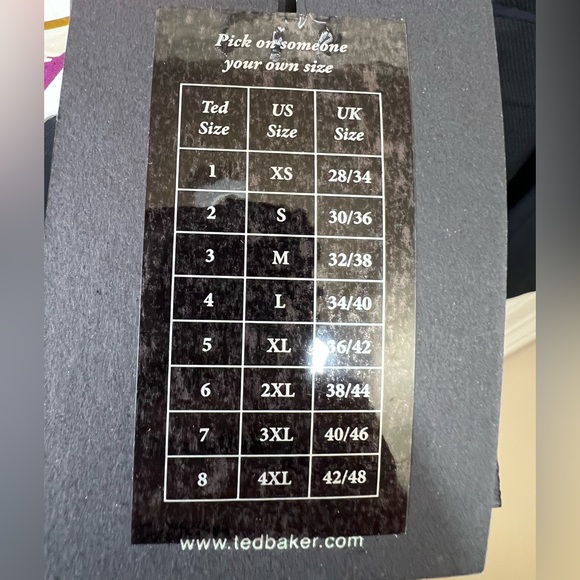 Pick on someone
your own size
Ted Size US Size UK Size
1 XS 28/34
2 S 30/36
3 M 32/38
4 L 34/40
5 XL 36/42
6 2XL 38/44
7 3XL 40/46
8 4XL 42/48
www.tedbaker.com